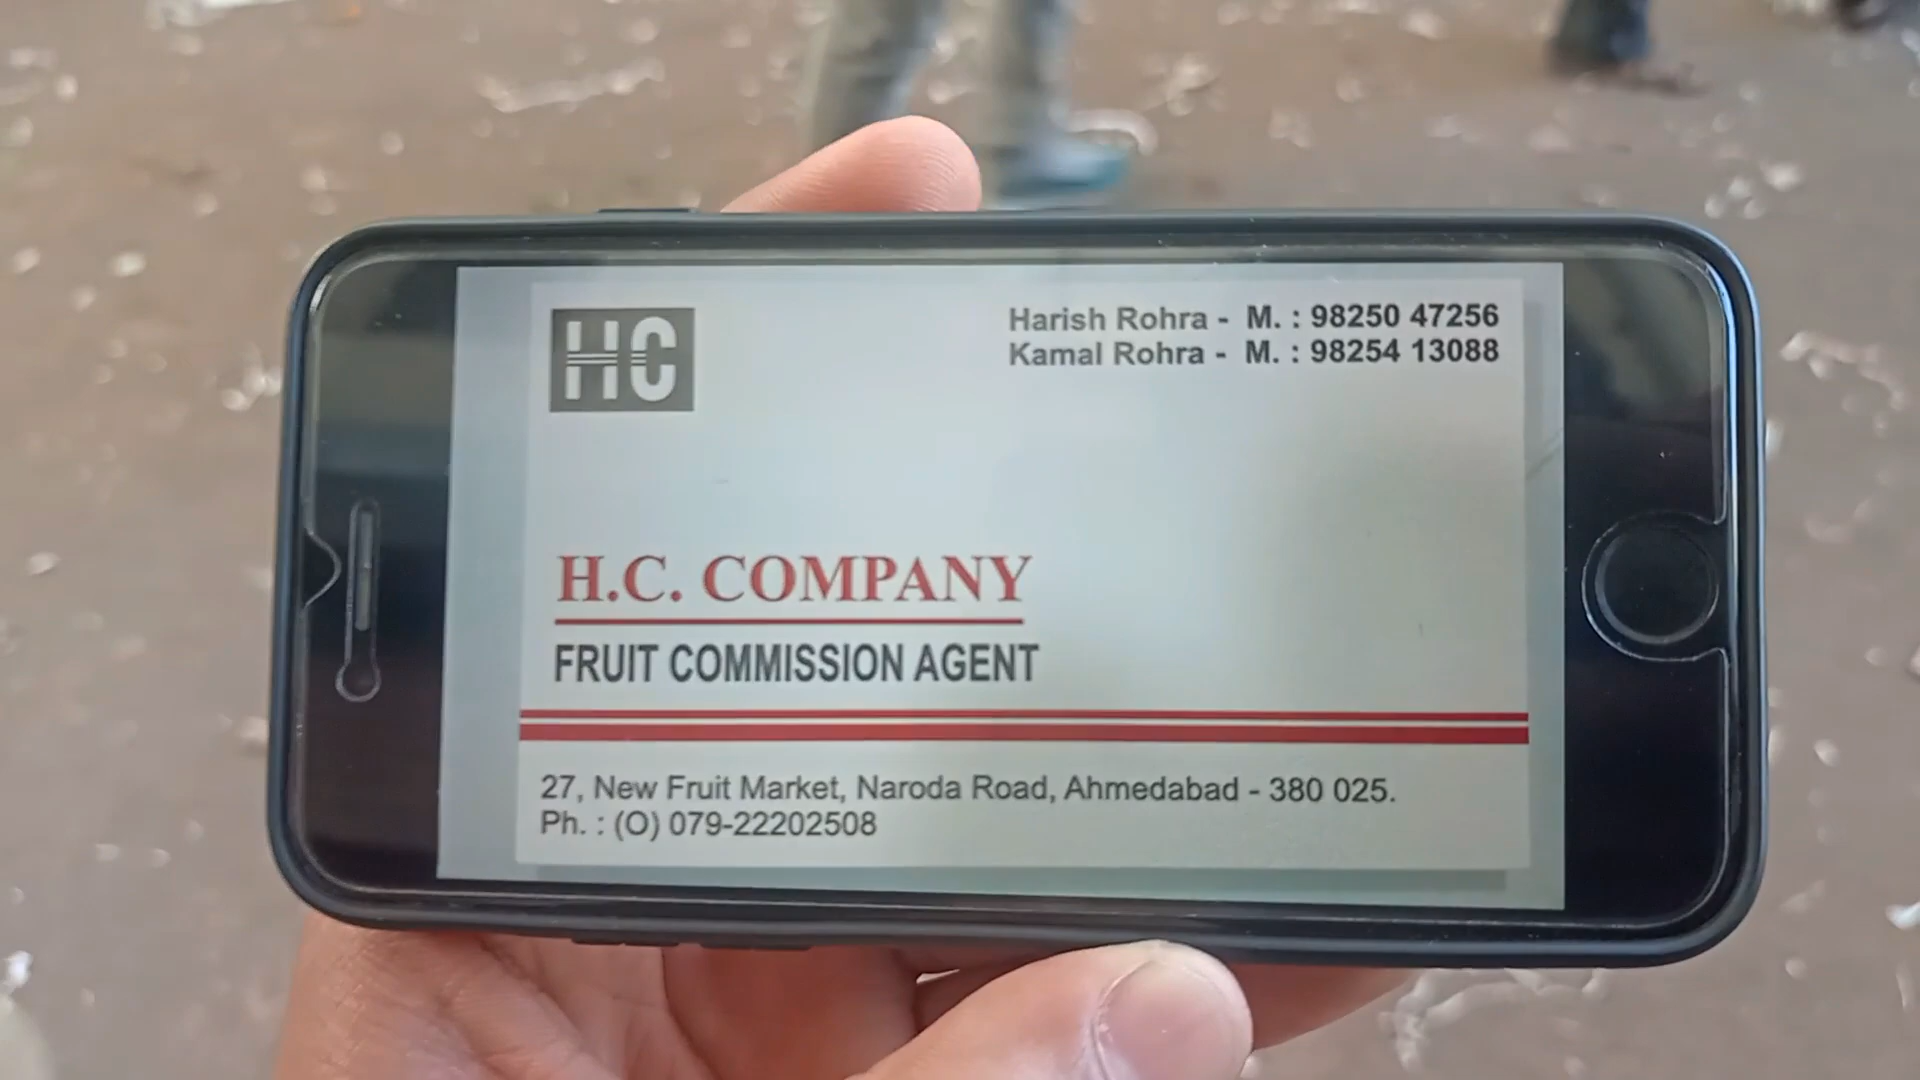 HC
Harish Rohra - M. : 98250 47256
Kamal Rohra - M. : 98254 13088
H.C. COMPANY
FRUIT COMMISSION AGENT
27, New Fruit Market, Naroda Road, Ahmedabad - 380 025.
Ph. : (O) 079-22202508